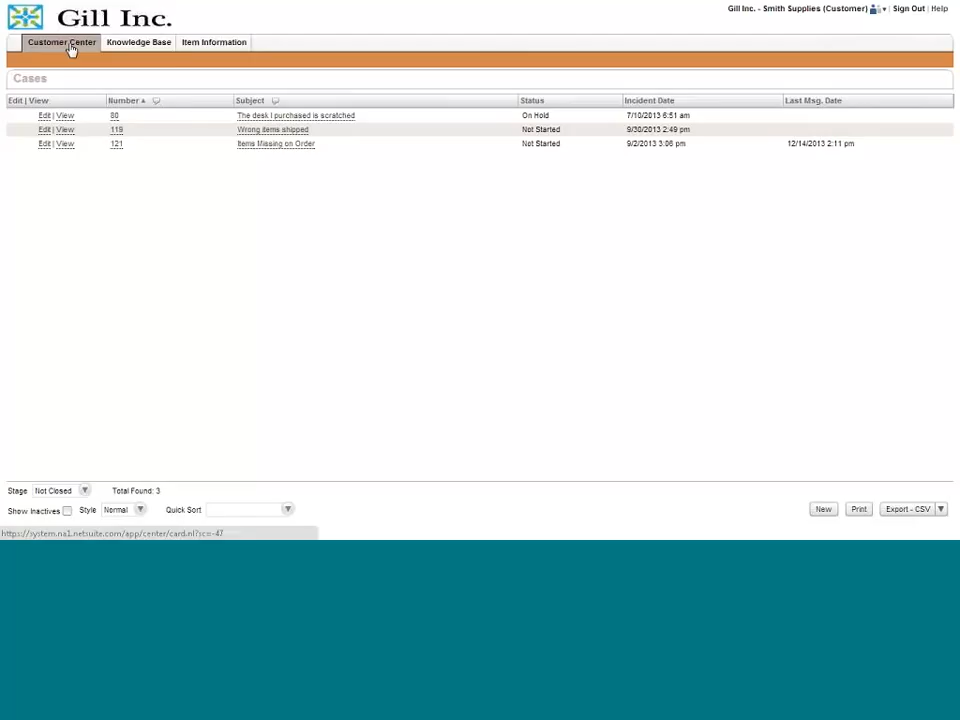 Gill Inc.
Gill Inc. - Smith Supplies (Customer) | Sign Out | Help
Customer Center Knowledge Base Item Information
Cases
Edit | View Number Subject Status Incident Date Last Msg. Date
Edit | View 80 The desk I purchased is scratched On Hold 7/10/2013 6:51 am
Edit | View 119 Wrong items shipped Not Started 9/30/2013 2:49 pm
Edit | View 121 Items Missing on Order Not Started 9/2/2013 3:06 pm 12/14/2013 2:11 pm
Stage Not Closed Total Found: 3
Show Inactives Style Normal Quick Sort New Print Export - CSV
https://system.na1.netsuite.com/app/center/card.nl?sc=-47